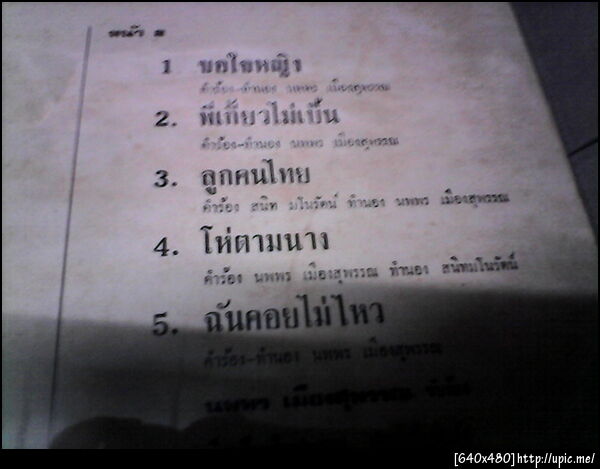 หน้า ๒
1 ขอใจหญิง
คำร้อง-ทำนอง นพพร เมืองสุพรรณ
2. พี่เกี้ยวไม่เป็น
คำร้อง-ทำนอง นพพร เมืองสุพรรณ
3. ลูกคนไทย
คำร้อง สนิท มโนรัตน์ ทำนอง นพพร เมืองสุพรรณ
4. โห่ตามนาง
คำร้อง นพพร เมืองสุพรรณ ทำนอง สนิทมโนรัตน์
5. ฉันคอยไม่ไหว
คำร้อง-ทำนอง นพพร เมืองสุพรรณ
นพพร เมืองสุพรรณ ขับร้อง
[640x480]http://upic.me/